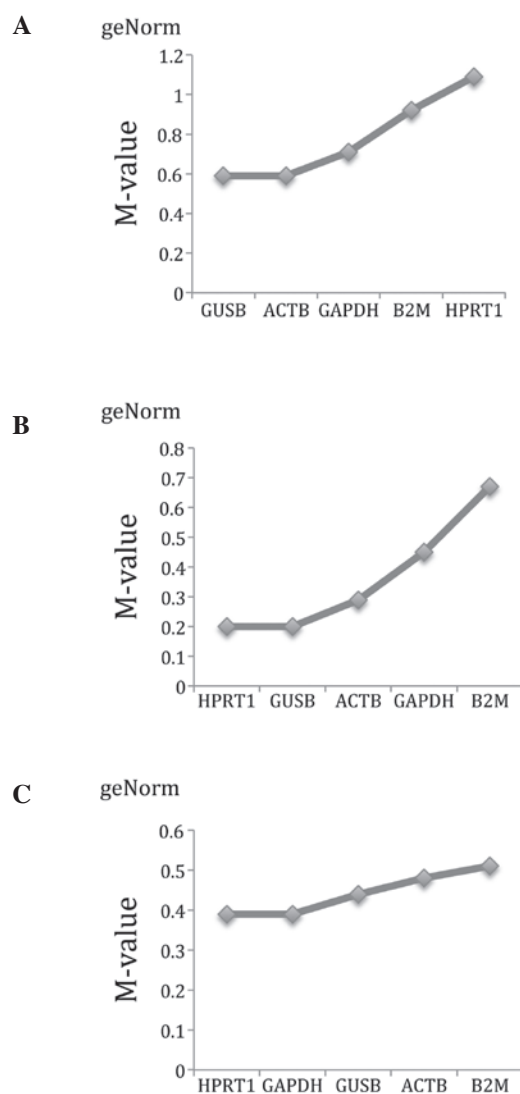 A
geNorm
M-value
1.2
1
0.8
0.6
0.4
0.2
0
GUSB ACTB GAPDH B2M HPRT1
B
geNorm
M-value
0.8
0.7
0.6
0.5
0.4
0.3
0.2
0.1
0
HPRT1 GUSB ACTB GAPDH B2M
C
geNorm
M-value
0.6
0.5
0.4
0.3
0.2
0.1
0
HPRT1 GAPDH GUSB ACTB B2M